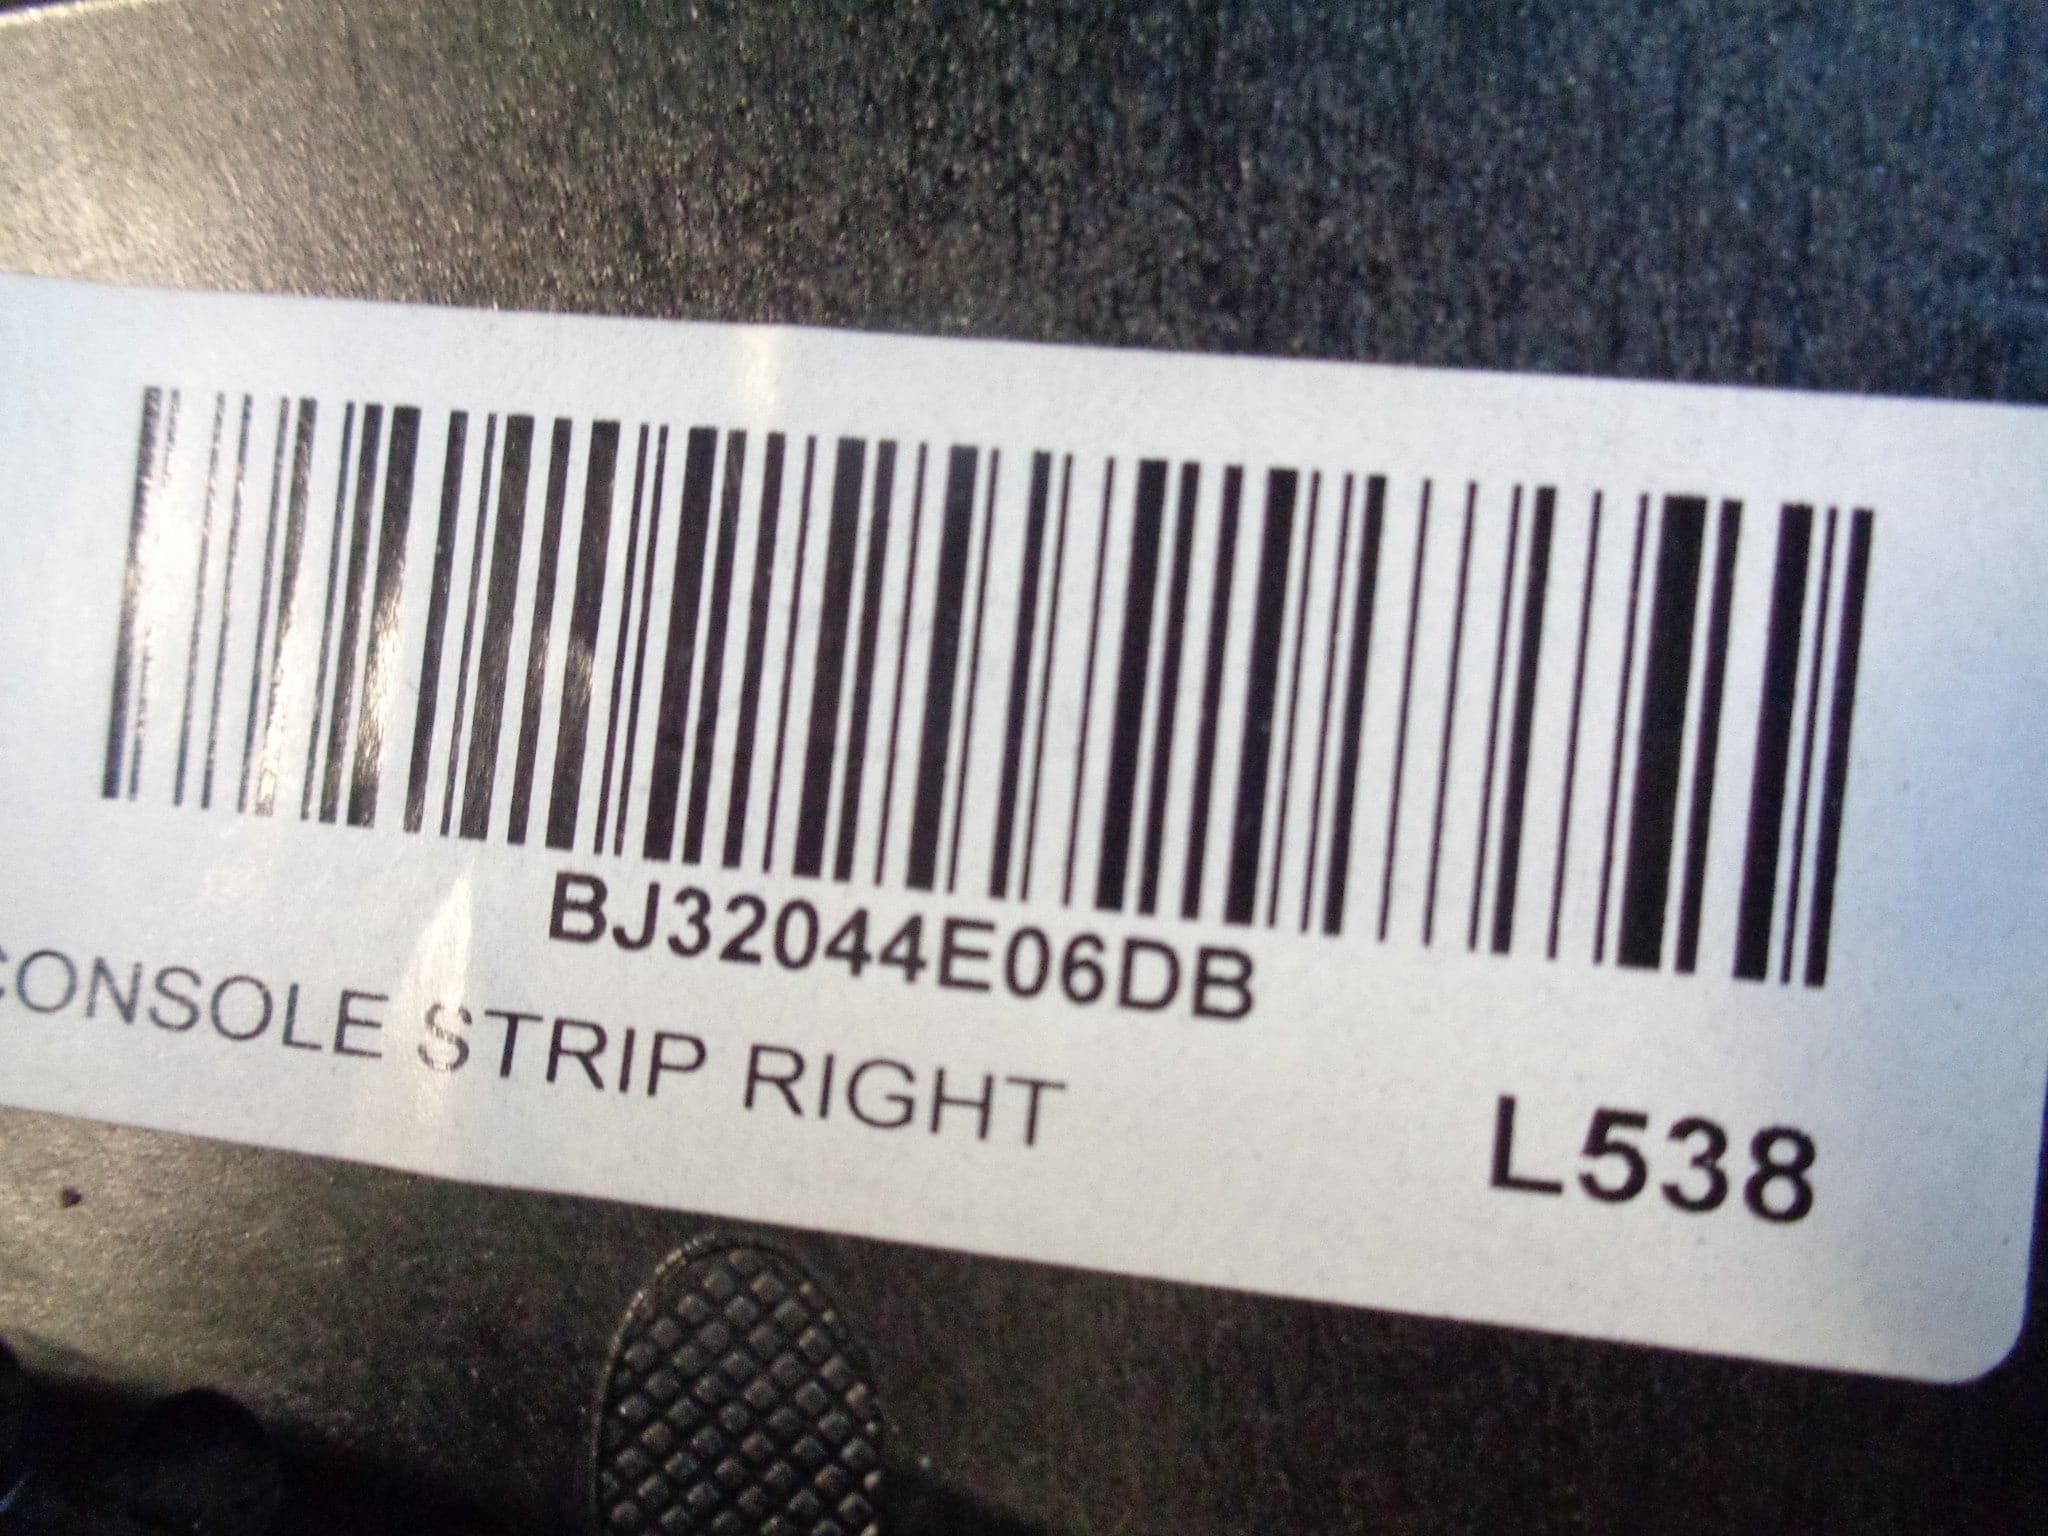 BJ32044E06DB
CONSOLE STRIP RIGHT
L538